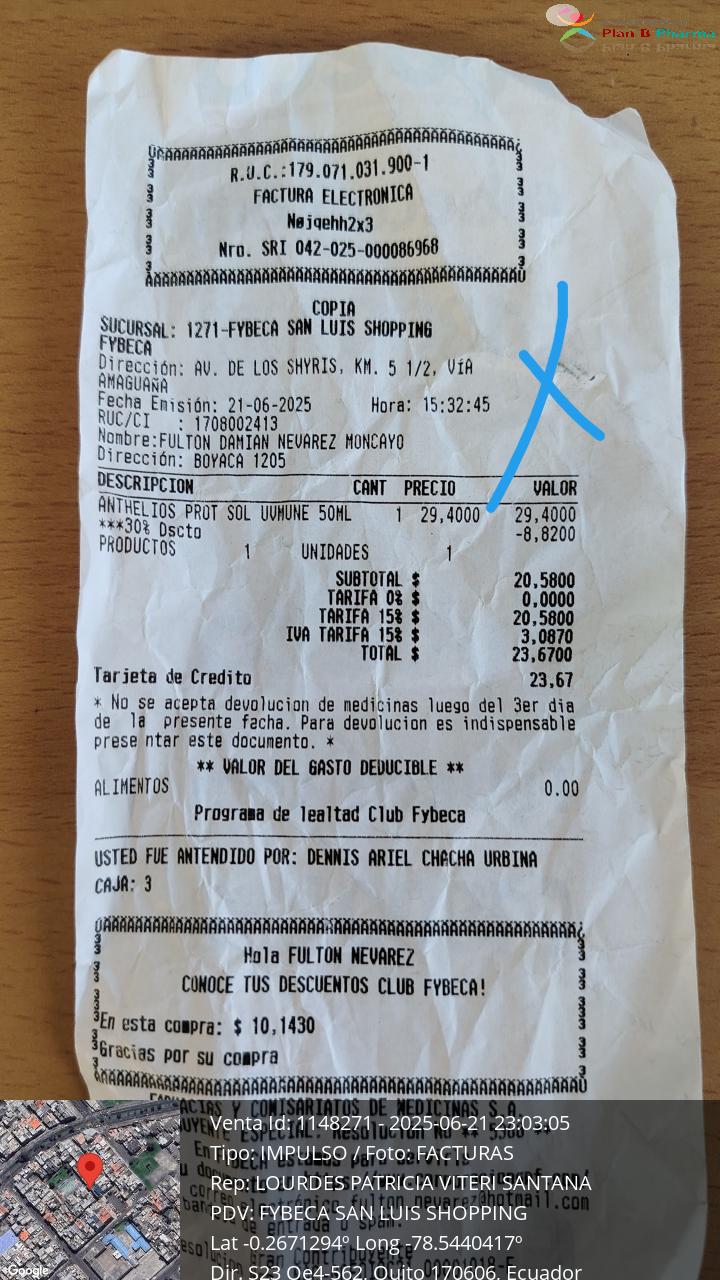 Plan B Pharma
R.U.C.:179.071.031.900-1
FACTURA ELECTRONICA
Nøjqehh2x3
Nro. SRI 042-025-000086968
COPIA
SUCURSAL: 1271-FYBECA SAN LUIS SHOPPING
FYBECA
Dirección: AV. DE LOS SHYRIS, KM. 5 1/2, VíA
AMAGUAÑA
Fecha Emisión: 21-06-2025 Hora: 15:32:45
RUC/CI : 1708002413
Nombre:FULTON DAMIAN NEVAREZ MONCAYO
Dirección: BOYACA 1205
DESCRIPCION CANT PRECIO VALOR
ANTHELIOS PROT SOL UVMUNE 50ML 1 29,4000 29,4000
***30% Dscto -8,8200
PRODUCTOS 1 UNIDADES 1
SUBTOTAL $ 20,5800
TARIFA 0% $ 0,0000
TARIFA 15% $ 20,5800
IVA TARIFA 15% $ 3,0870
TOTAL $ 23,6700
Tarjeta de Credito 23,67
* No se acepta devolucion de medicinas luego del 3er dia
de la presente fecha. Para devolucion es indispensable
prese ntar este documento. *
** VALOR DEL GASTO DEDUCIBLE **
ALIMENTOS 0.00
Programa de lealtad Club Fybeca
USTED FUE ANTENDIDO POR: DENNIS ARIEL CHACHA URBINA
CAJA: 3
Hola FULTON NEVAREZ
CONOCE TUS DESCUENTOS CLUB FYBECA!
En esta compra: $ 10,1430
Gracias por su compra
FARMACIAS Y COMISARIATOS DE MEDICINAS S.A.
Venta Id: 1148271 - 2025-06-21 23:03:05
Tipo: IMPULSO / Foto: FACTURAS
Rep: LOURDES PATRICIA VITERI SANTANA
PDV: FYBECA SAN LUIS SHOPPING
Lat -0.2671294º Long -78.5440417º
Dir. S23 Oe4-562, Quito 170606, Ecuador
Google